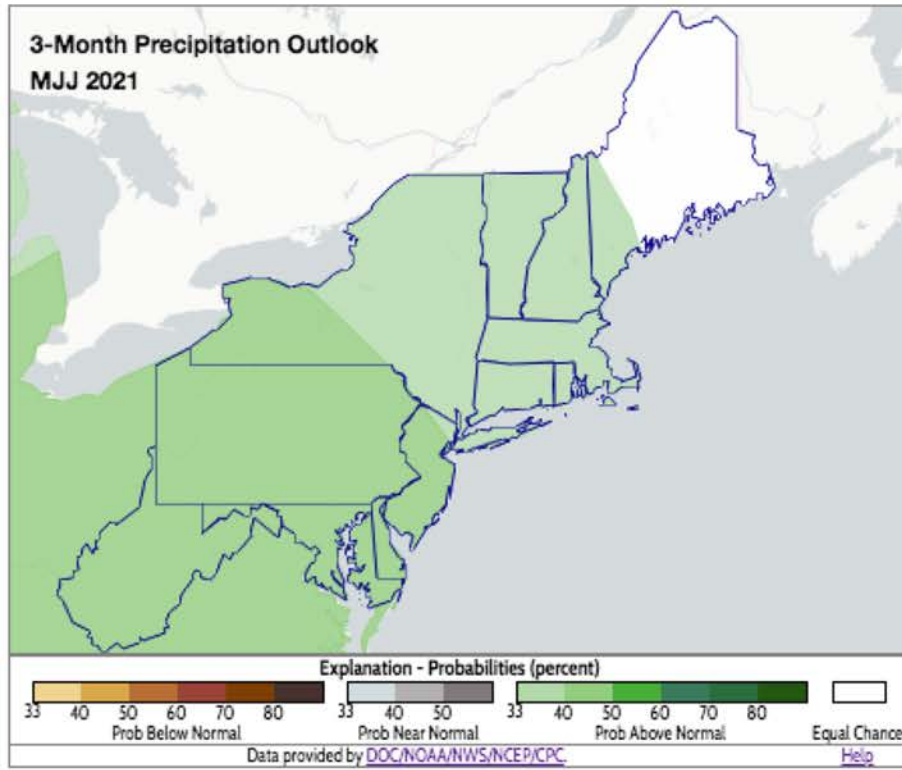 3-Month Precipitation Outlook
MJJ 2021
Explanation - Probabilities (percent)
33 40 50 60 70 80 33 40 50 60 33 40 50 60 70 80
Prob Below Normal Prob Near Normal Prob Above Normal Equal Chance
Data provided by DOC/NOAA/NWS/NCEP/CPC. Help